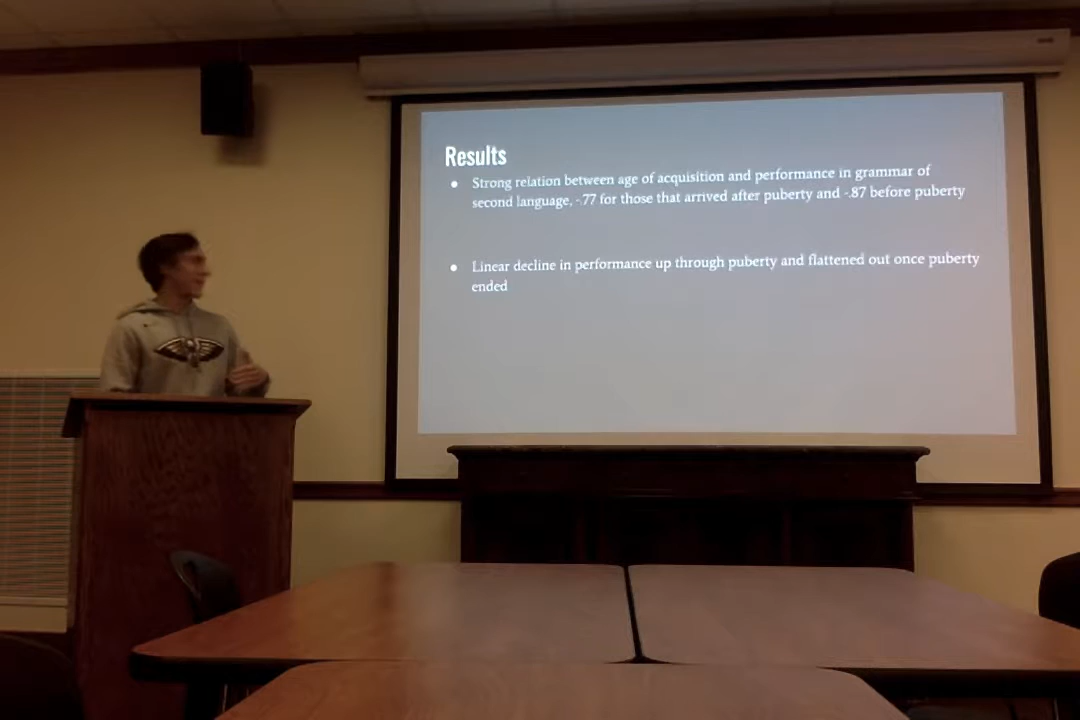 Results
• Strong relation between age of acquisition and performance in grammar of
second language, -.77 for those that arrived after puberty and -.87 before puberty
• Linear decline in performance up through puberty and flattened out once puberty
ended